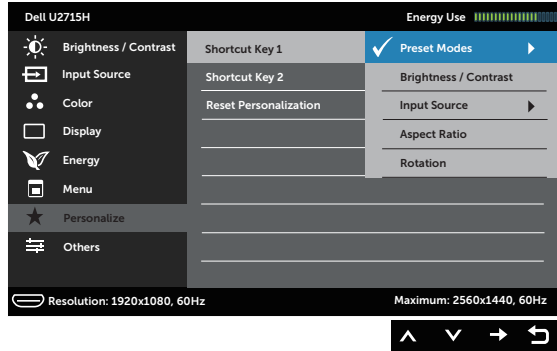 Dell U2715H
Energy Use
Brightness / Contrast
Input Source
Color
Display
Energy
Menu
Personalize
Others
Shortcut Key 1
Shortcut Key 2
Reset Personalization
Preset Modes
Brightness / Contrast
Input Source
Aspect Ratio
Rotation
Resolution: 1920x1080, 60Hz
Maximum: 2560x1440, 60Hz